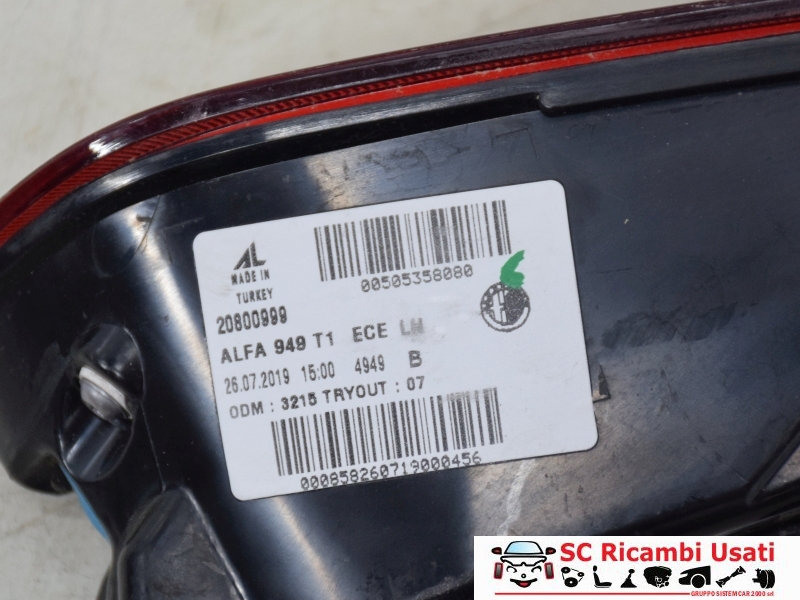 AL
MADE IN
TURKEY
00505358080
20800999
ALFA 949 T1 ECE LH
26.07.2019 15:00 4949 B
ODM : 3215 TRYOUT : 07
000858260719000456
SC Ricambi Usati
GRUPPO SISTEMCAR 2000 srl